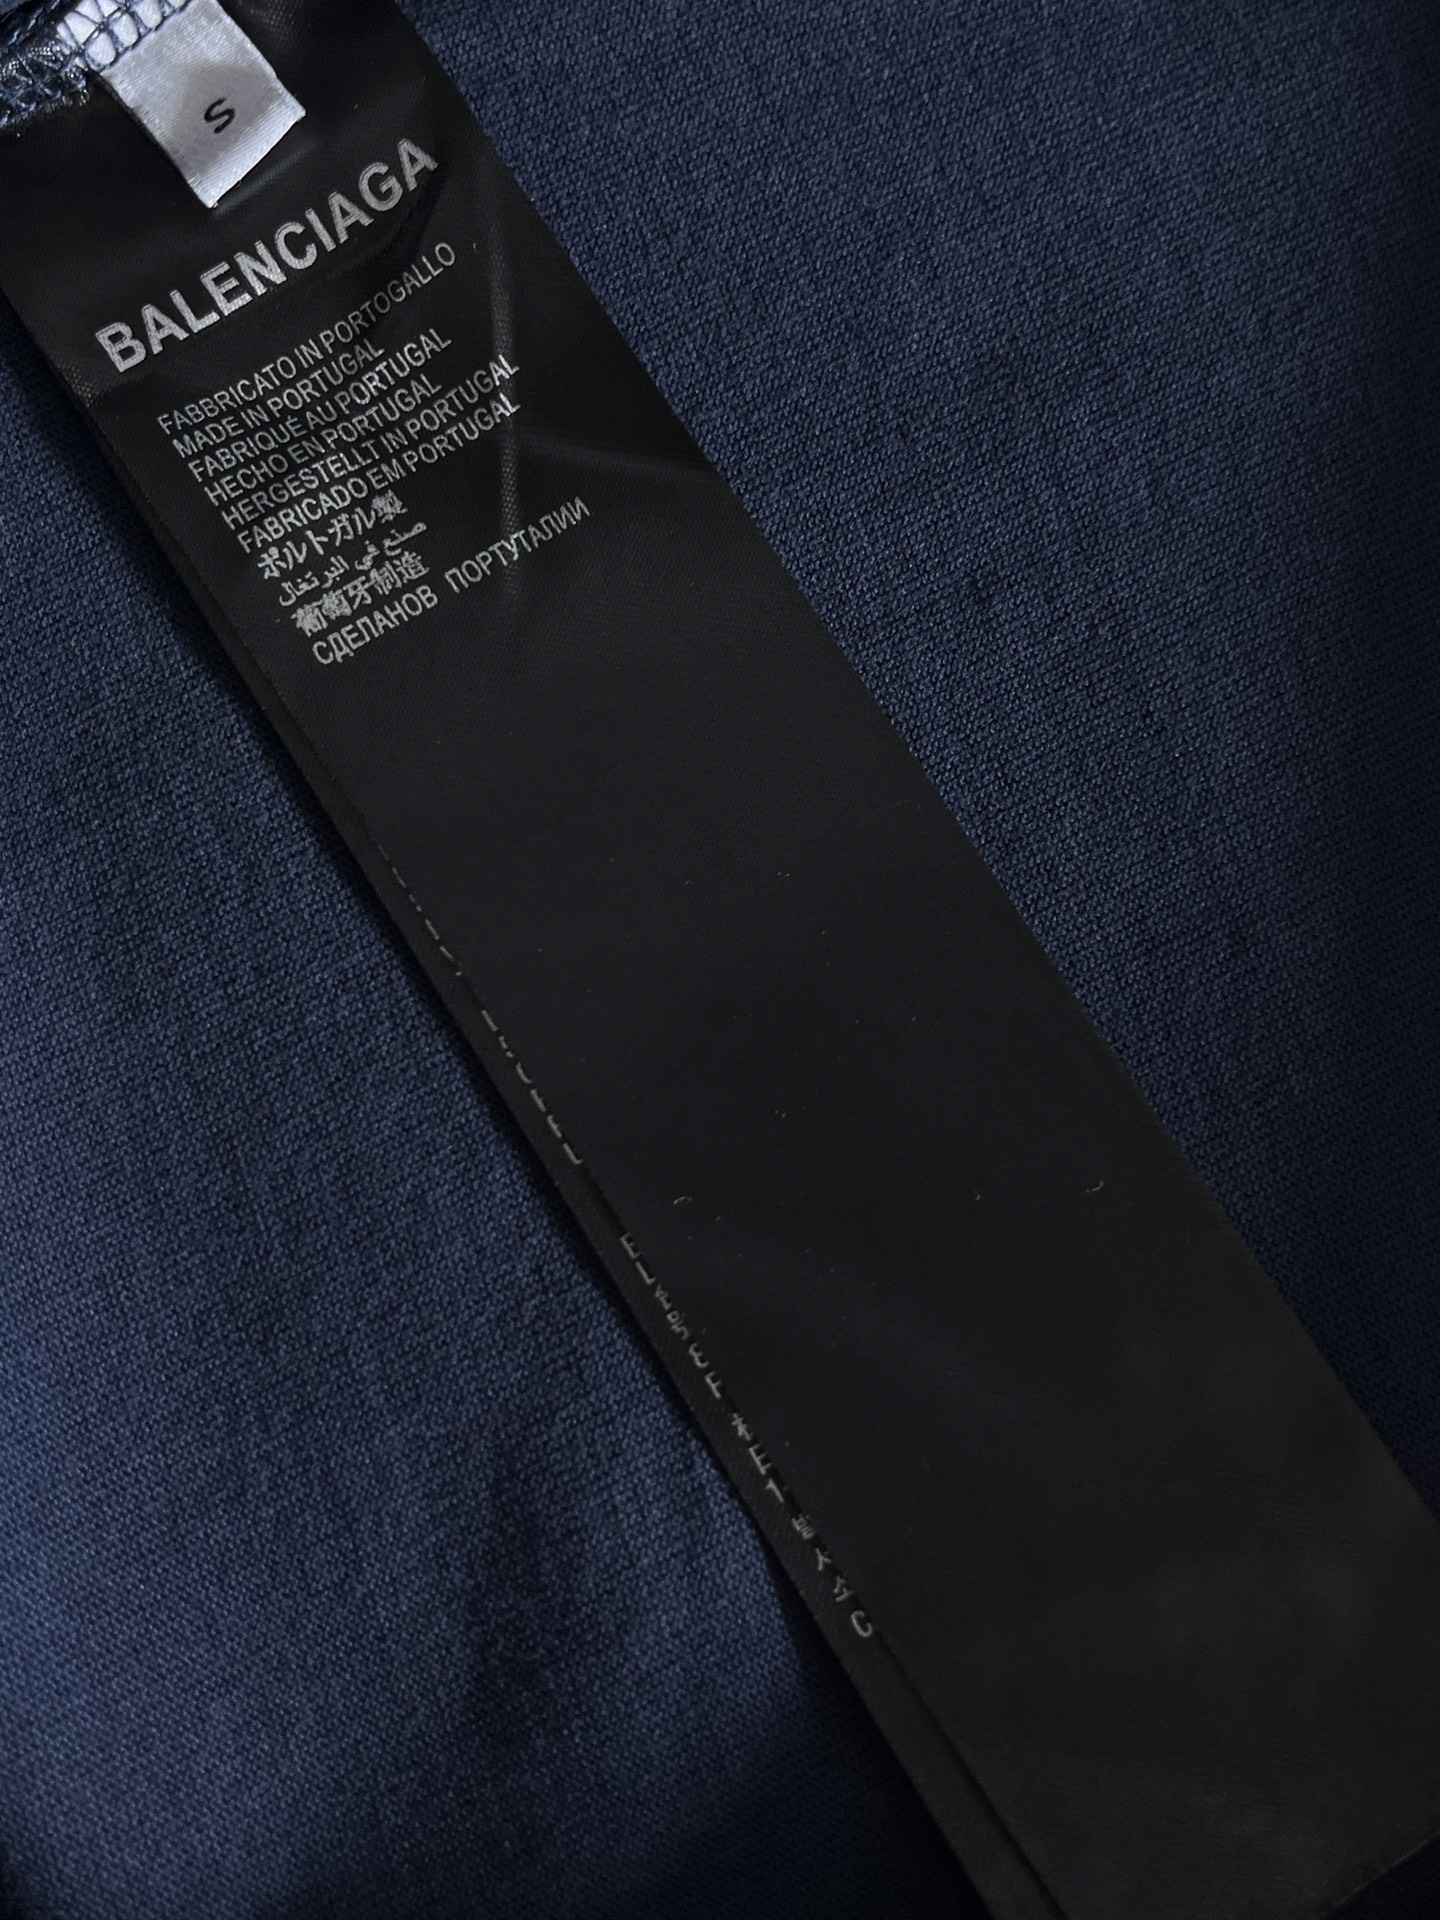 S
BALENCIAGA
FABBRICATO IN PORTOGALLO
MADE IN PORTUGAL
FABRIQUE AU PORTUGAL
HECHO EN PORTUGAL
HERGESTELLT IN PORTUGAL
FABRICADO EM PORTUGAL
ポルトガル製
صنع في البرتغال
葡萄牙制造
СДЕЛАНОВ ПОРТУТАЛИИ